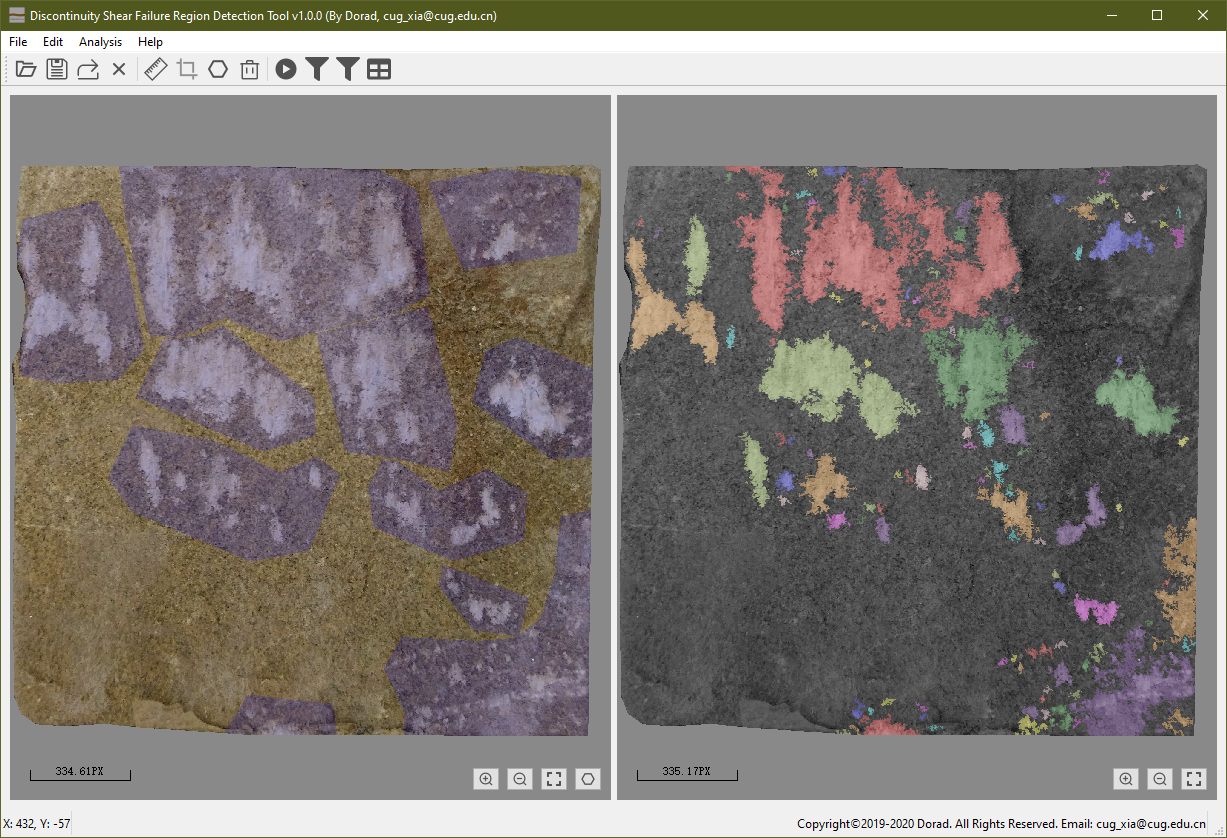 Discontinuity Shear Failure Region Detection Tool v1.0.0 (By Dorad, cug_xia@cug.edu.cn)
File Edit Analysis Help
334.61PX
335.17PX
X: 432, Y: -57
Copyright©2019-2020 Dorad. All Rights Reserved. Email: cug_xia@cug.edu.cn